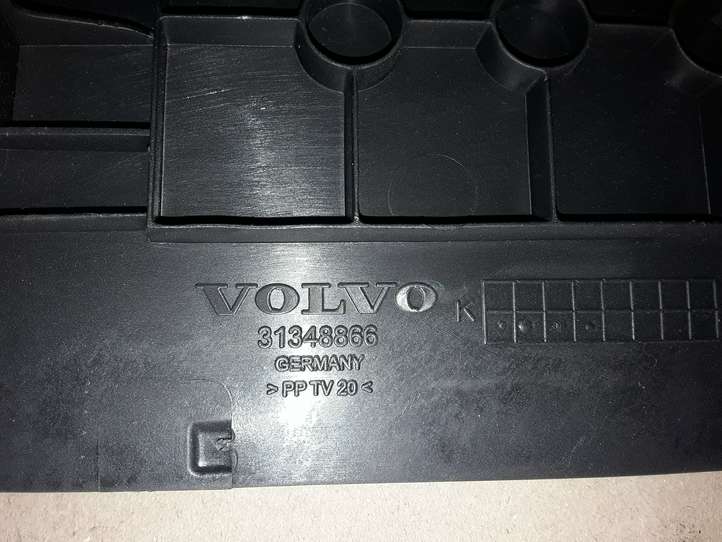 VOLVO
K
31348866
GERMANY
> PP TV 20 <